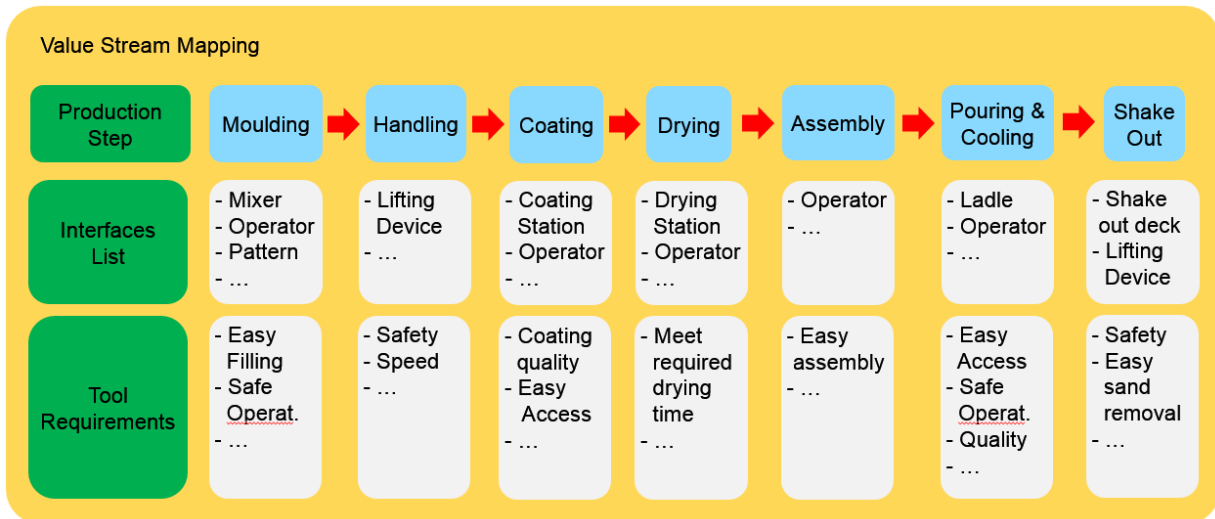 Value Stream Mapping
Production
Step
Moulding
Handling
Coating
Drying
Assembly
Pouring &
Cooling
Shake
Out
Interfaces
List
- Mixer
- Operator
- Pattern
- ...
- Lifting
Device
- ...
- Coating
Station
- Operator
- ...
- Drying
Station
- Operator
- ...
- Operator
- ...
- Ladle
- Operator
- ...
- Shake
out deck
- Lifting
Device
Tool
Requirements
- Easy
Filling
- Safe
Operat.
- ...
- Safety
- Speed
- ...
- Coating
quality
- Easy
Access
- ...
- Meet
required
drying
time
- ...
- Easy
assembly
- ...
- Easy
Access
- Safe
Operat.
- Quality
- ...
- Safety
- Easy
sand
removal
- ...